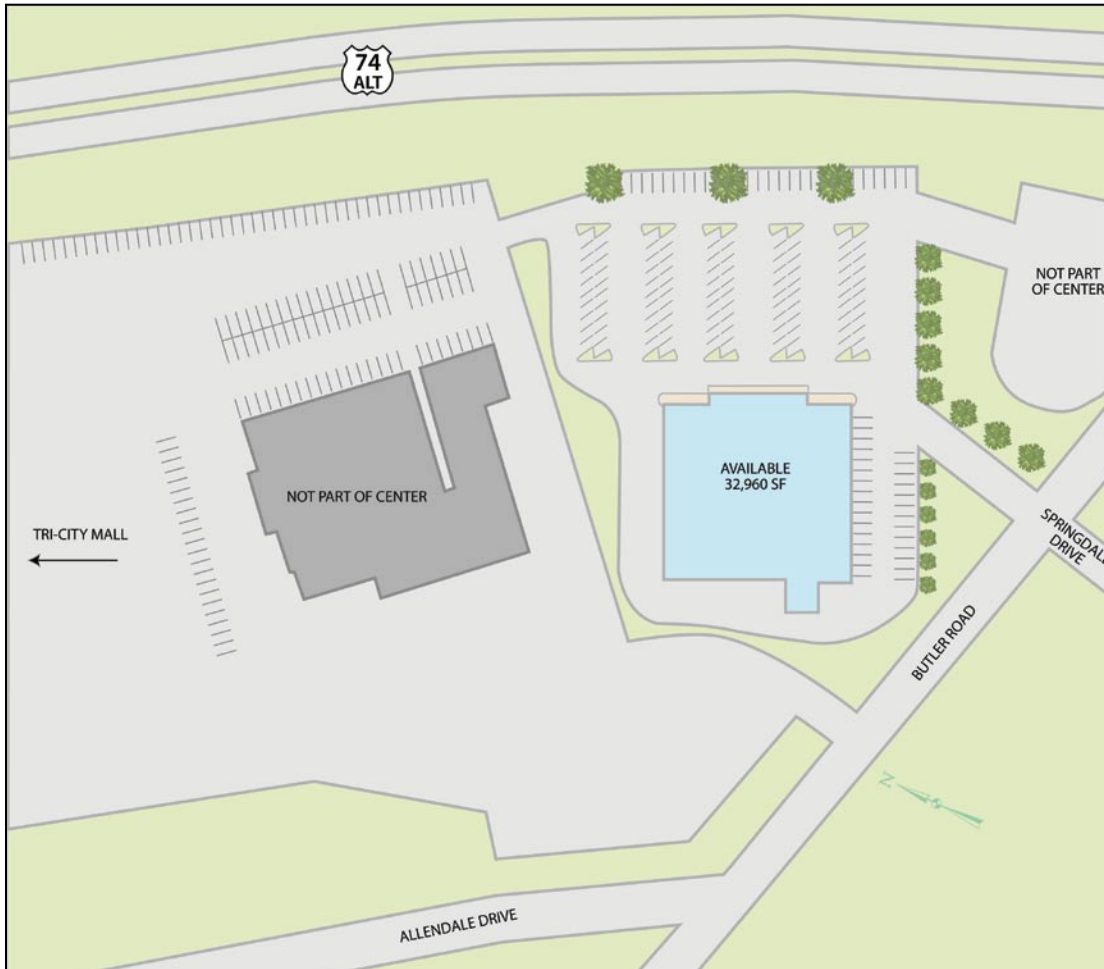 74
ALT
NOT PART
OF CENTER
AVAILABLE
32,960 SF
NOT PART OF CENTER
TRI-CITY MALL
SPRINGDALE
DRIVE
BUTLER ROAD
N
ALLENDALE DRIVE